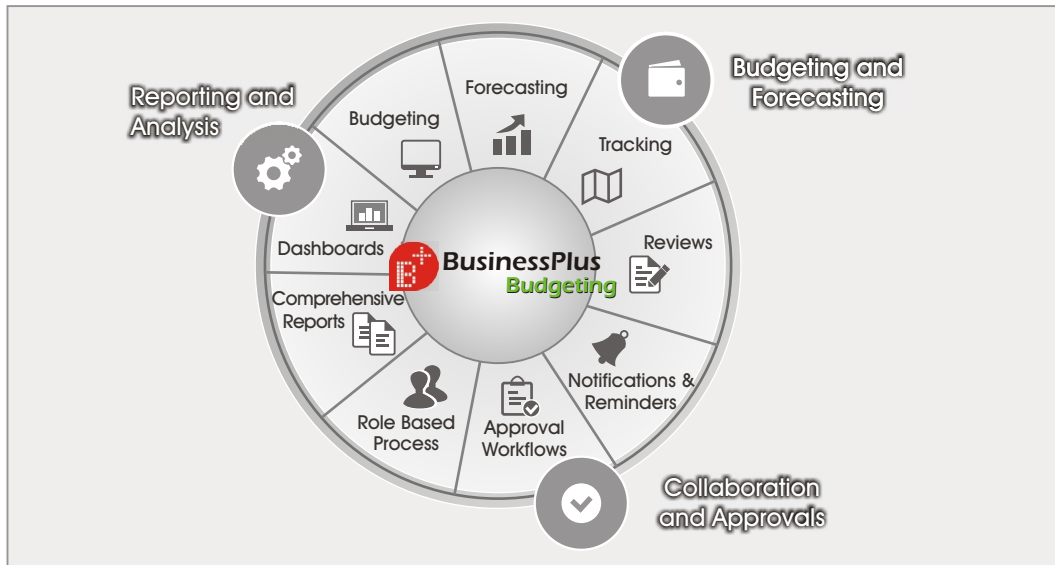 Reporting and
Analysis
Budgeting and
Forecasting
Forecasting
Budgeting
Tracking
Dashboards
Reviews
B+
BusinessPlus
Budgeting
Comprehensive
Reports
Notifications &
Reminders
Role Based
Process
Approval
Workflows
Collaboration
and Approvals